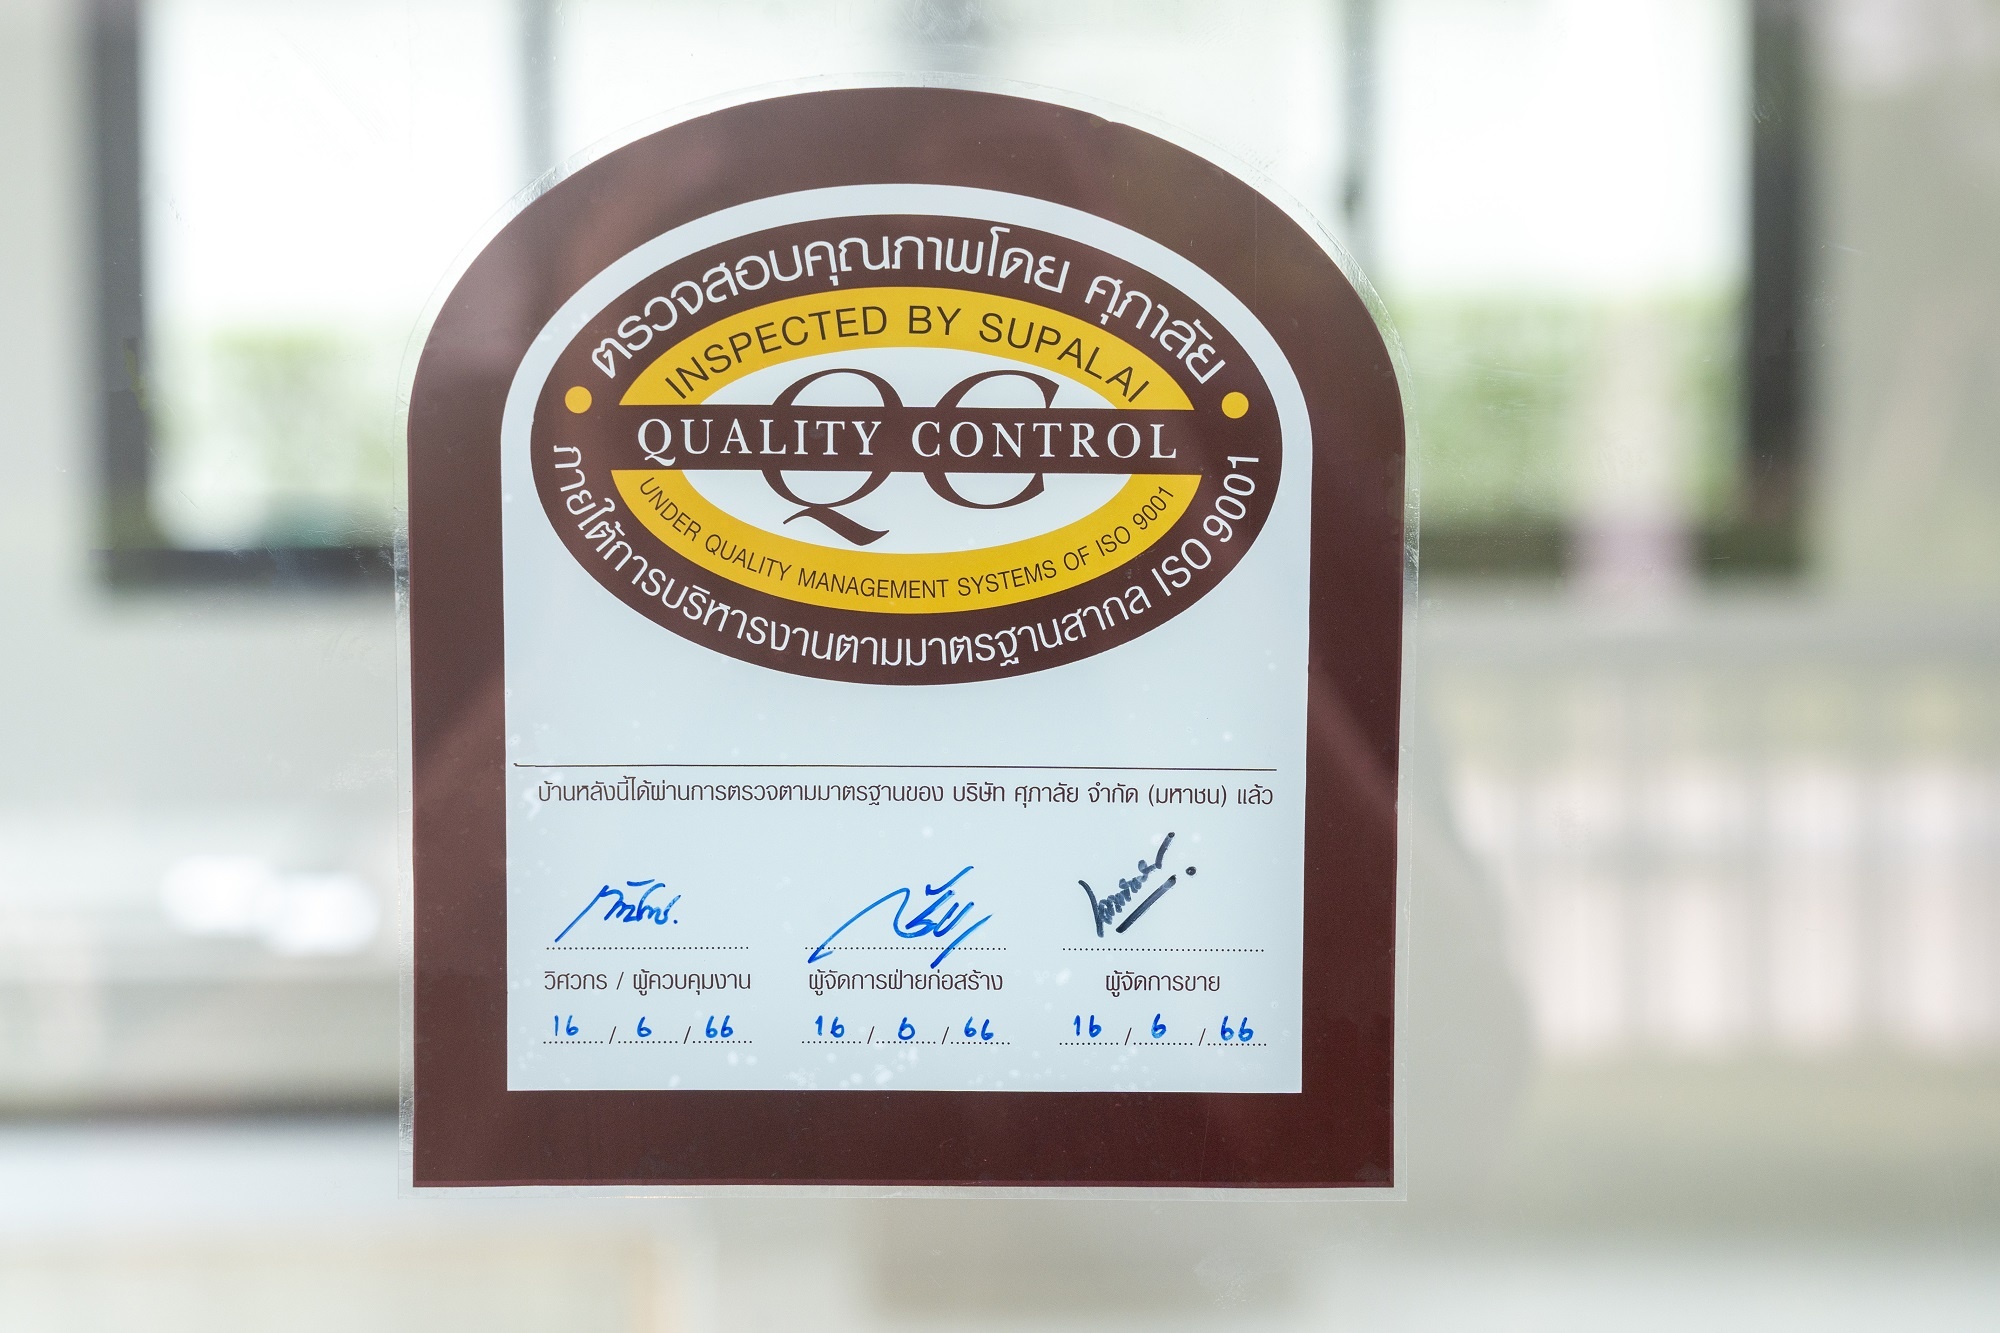 ตรวจสอบคุณภาพโดย ศุภาลัย
INSPECTED BY SUPALAI
QC
QUALITY CONTROL
UNDER QUALITY MANAGEMENT SYSTEMS OF ISO 9001
ภายใต้การบริหารงานตามมาตรฐานสากล ISO 9001
บ้านหลังนี้ได้ผ่านการตรวจตามมาตรฐานของ บริษัท ศุภาลัย จำกัด (มหาชน) แล้ว
วิศวกร / ผู้ควบคุมงาน ผู้จัดการฝ่ายก่อสร้าง ผู้จัดการขาย
16 / 6 / 66 16 / 6 / 66 16 / 6 / 66